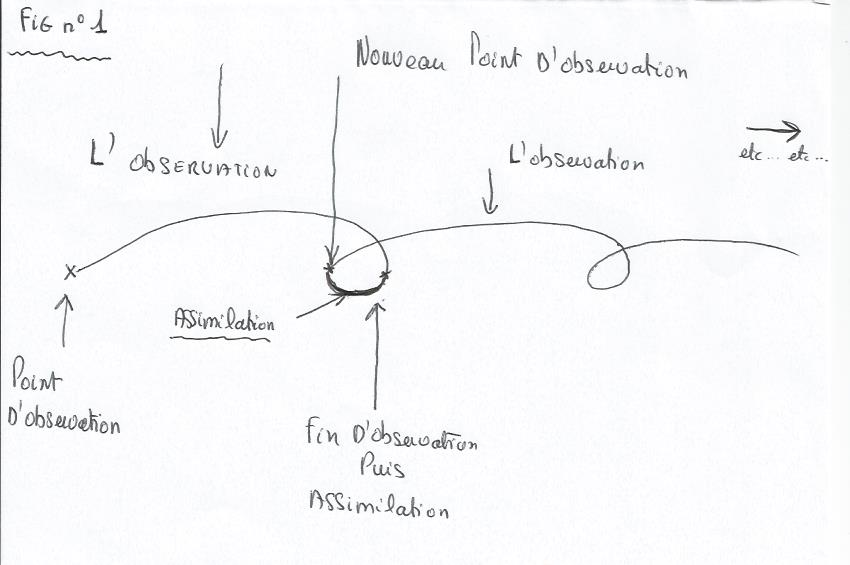 FiG n° 1
Nouveau Point D'observation
L' OBSERVATION
L'observation
etc... etc...
Assimilation
Point
D'observation
Fin D'observation
Puis
Assimilation